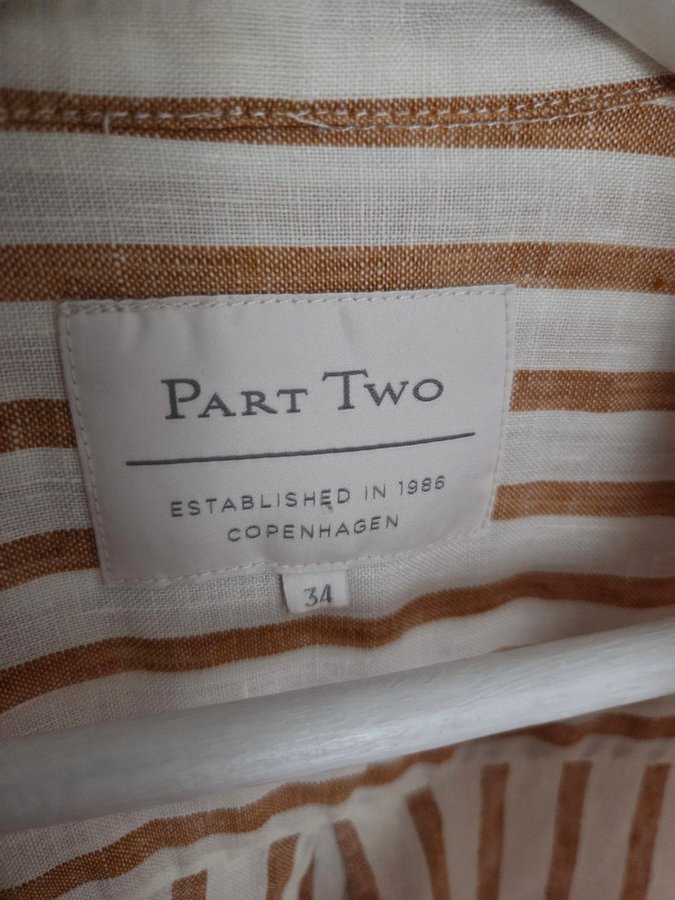 PART TWO
ESTABLISHED IN 1986
COPENHAGEN
34